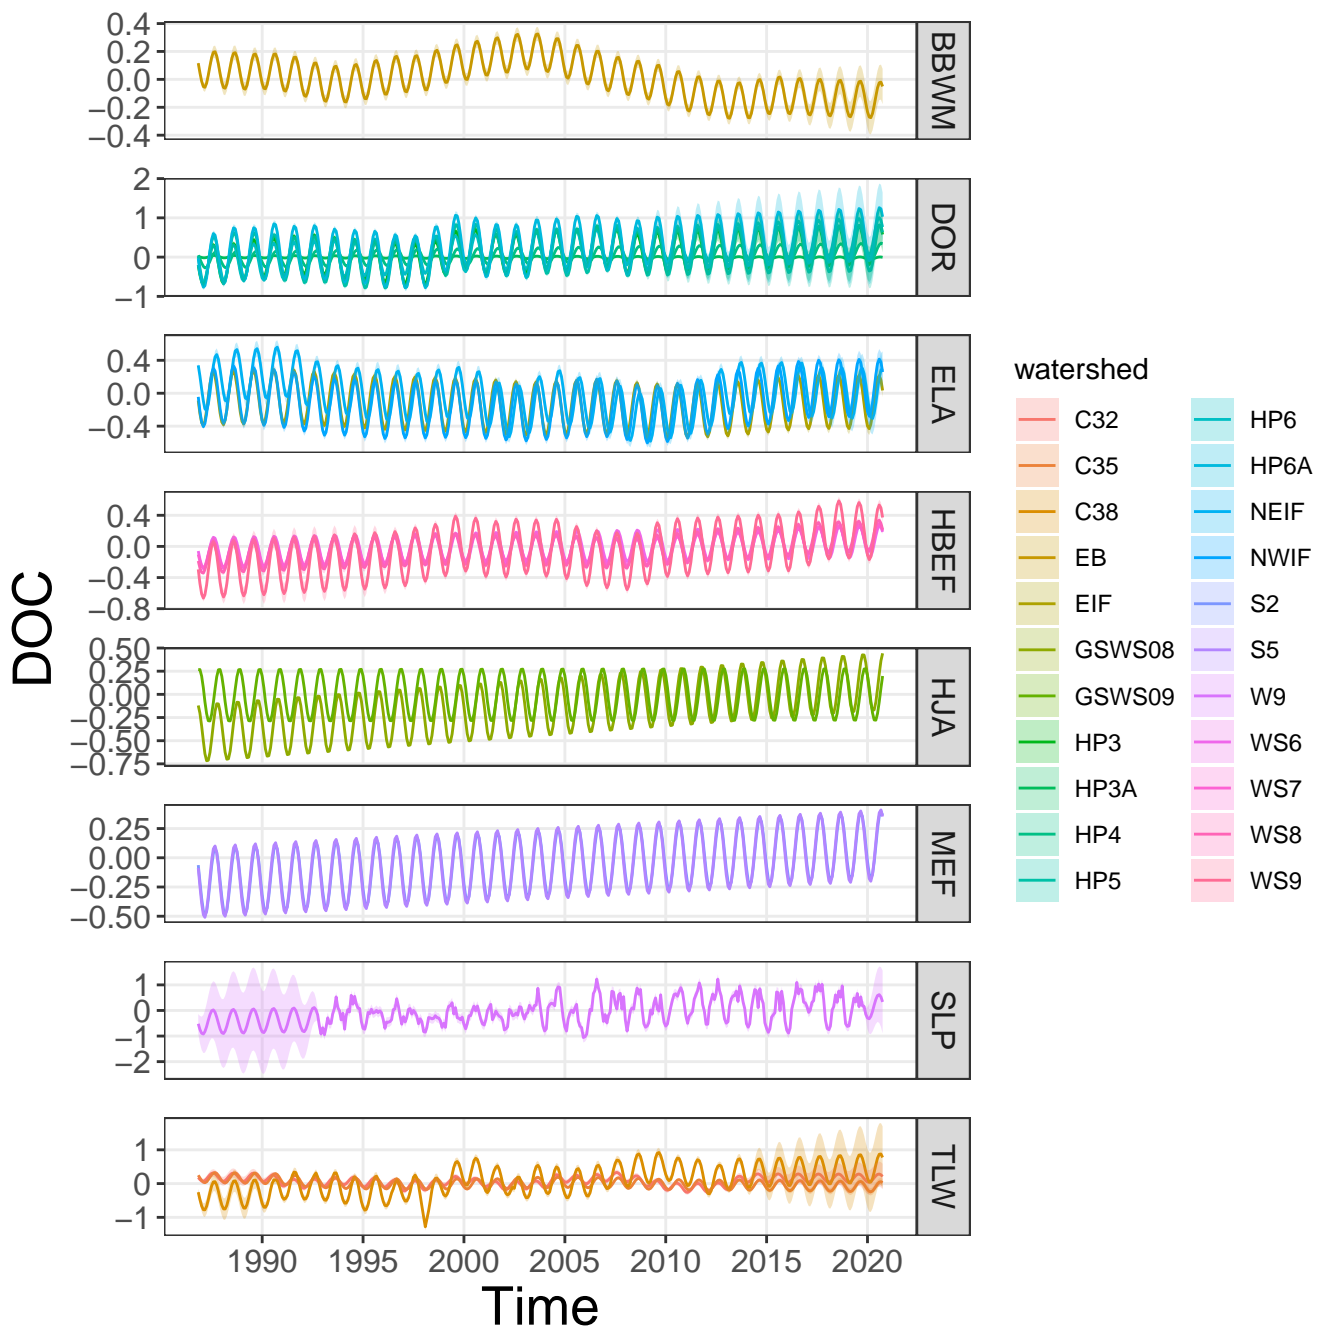 DOC
0.4
0.2
0.0
−0.2
−0.4
BBWM
2
1
0
−1
DOR
0.4
0.0
−0.4
ELA
0.4
0.0
−0.4
−0.8
HBEF
0.50
0.25
0.00
−0.25
−0.50
−0.75
HJA
0.25
0.00
−0.25
−0.50
MEF
1
0
−1
−2
SLP
1
0
−1
TLW
1990 1995 2000 2005 2010 2015 2020
Time
watershed
C32
C35
C38
EB
EIF
GSWS08
GSWS09
HP3
HP3A
HP4
HP5
HP6
HP6A
NEIF
NWIF
S2
S5
W9
WS6
WS7
WS8
WS9